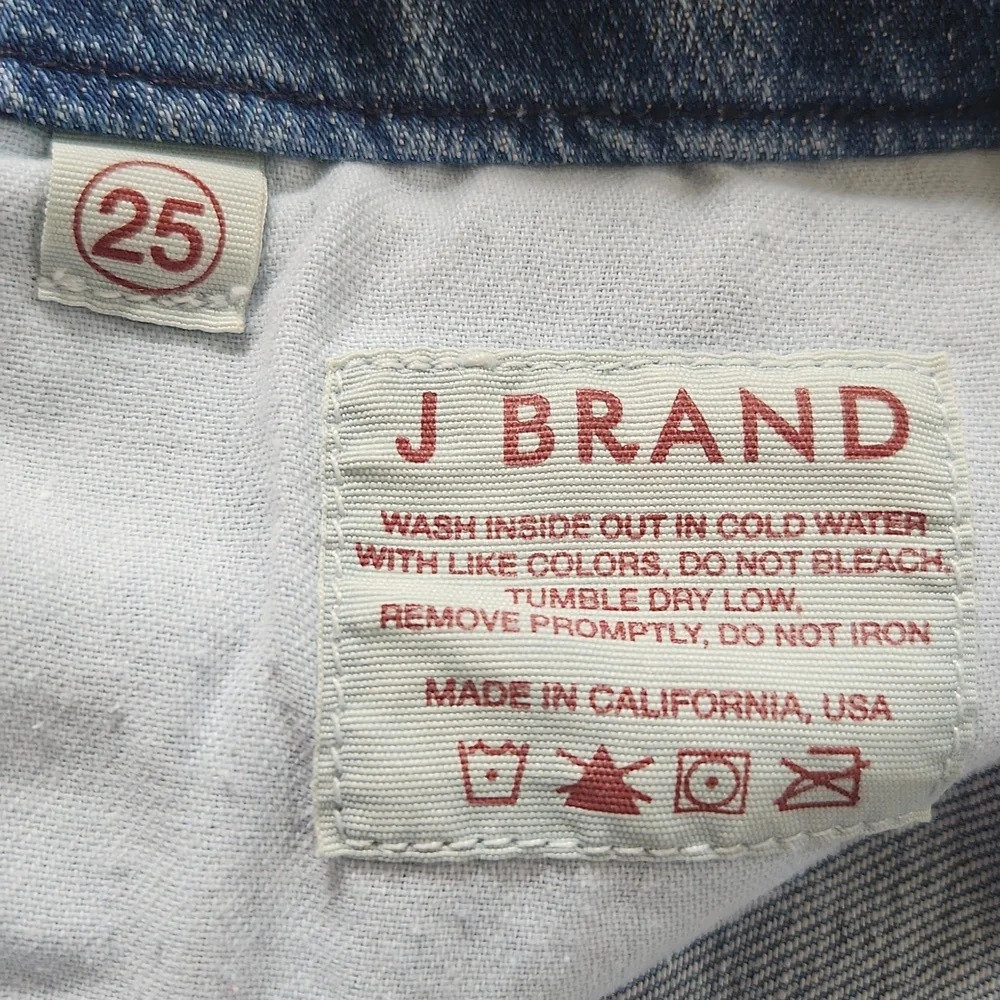 25
J BRAND
WASH INSIDE OUT IN COLD WATER
WITH LIKE COLORS, DO NOT BLEACH.
TUMBLE DRY LOW,
REMOVE PROMPTLY, DO NOT IRON
MADE IN CALIFORNIA, USA